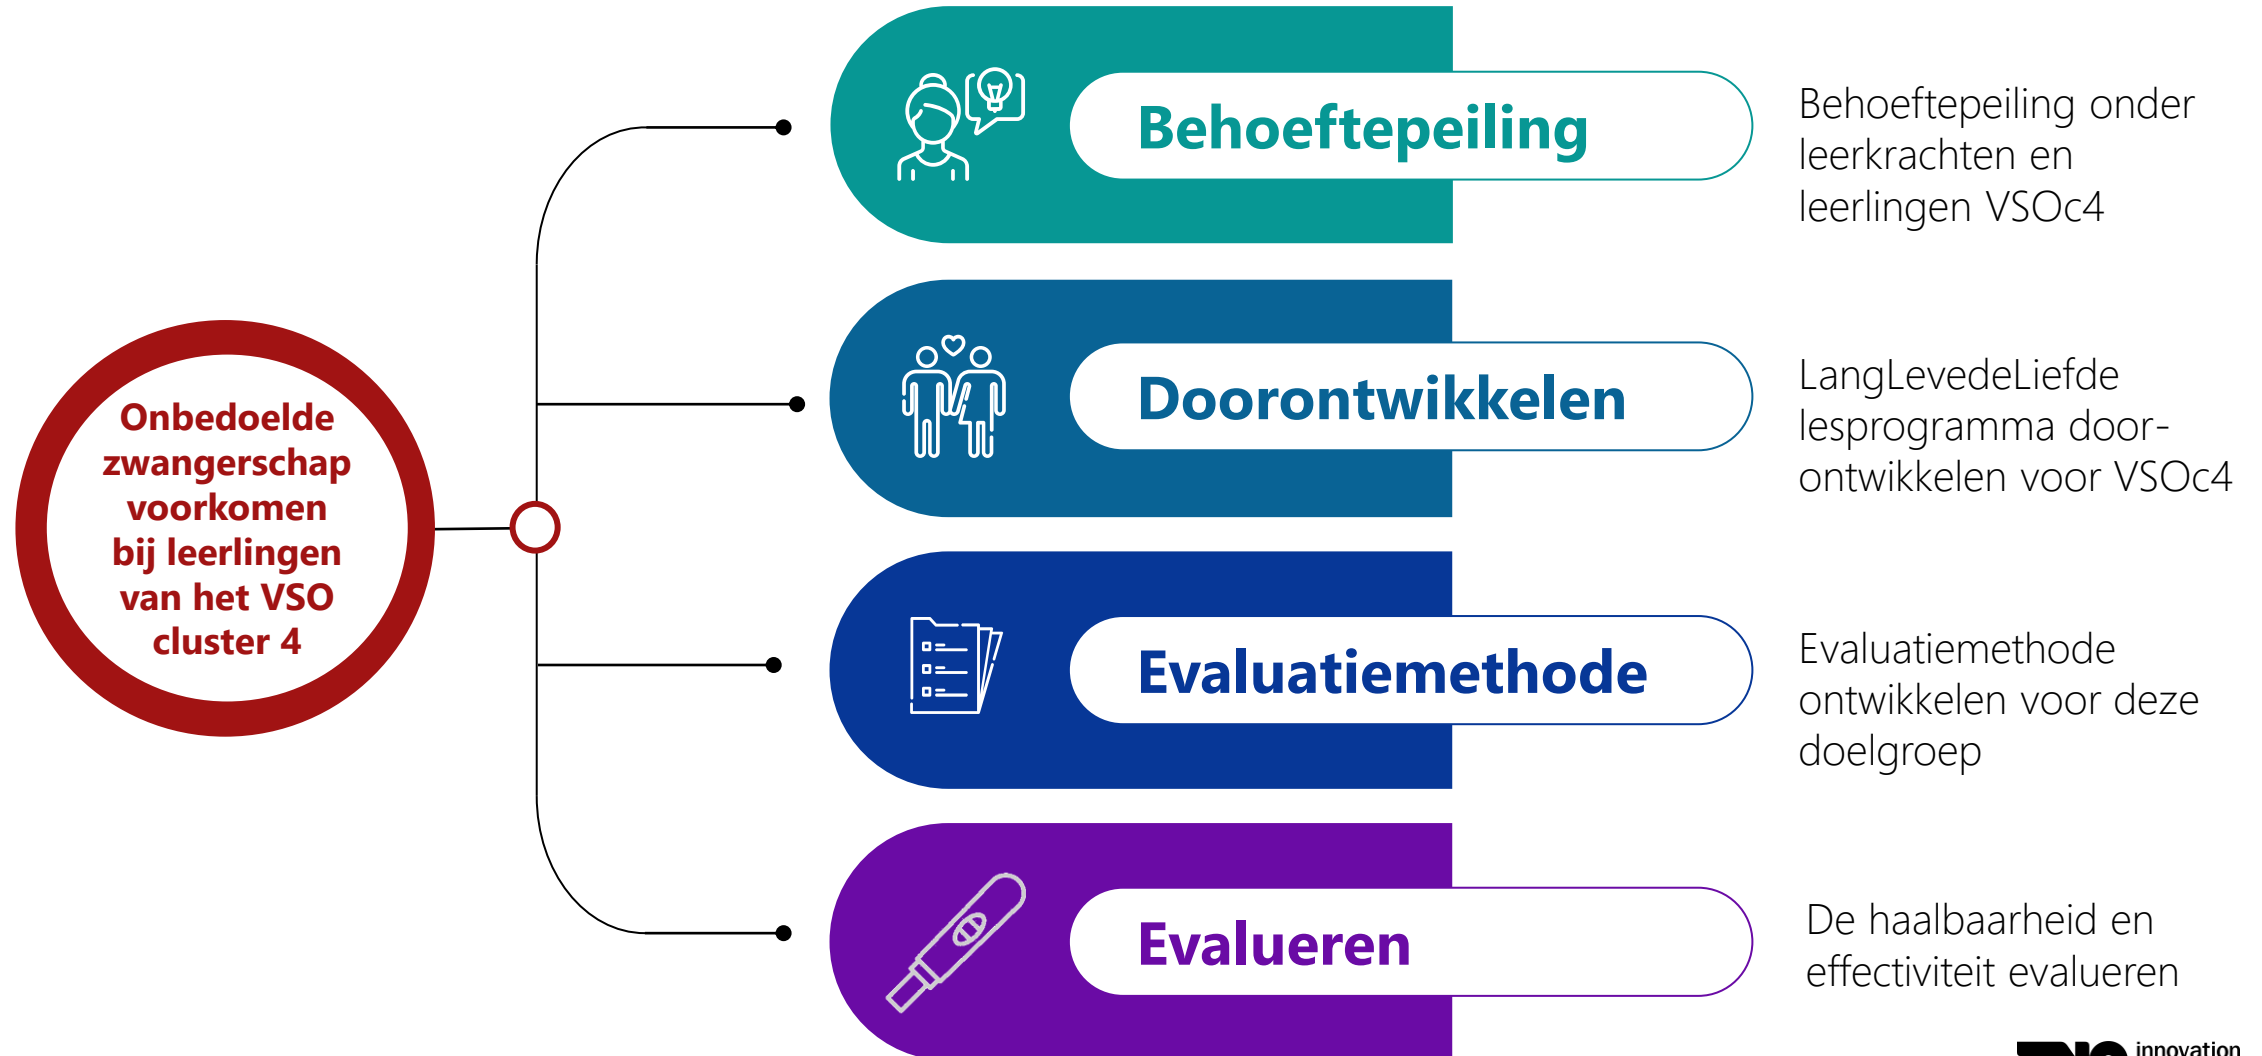 Onbedoelde
zwangerschap
voorkomen
bij leerlingen
van het VSO
cluster 4
Behoeftepeiling
Behoeftepeiling onder
leerkrachten en
leerlingen VSOc4
Doorontwikkelen
LangLevedeLiefde
lesprogramma door-
ontwikkelen voor VSOc4
Evaluatiemethode
Evaluatiemethode
ontwikkelen voor deze
doelgroep
Evalueren
De haalbaarheid en
effectiviteit evalueren
innovation